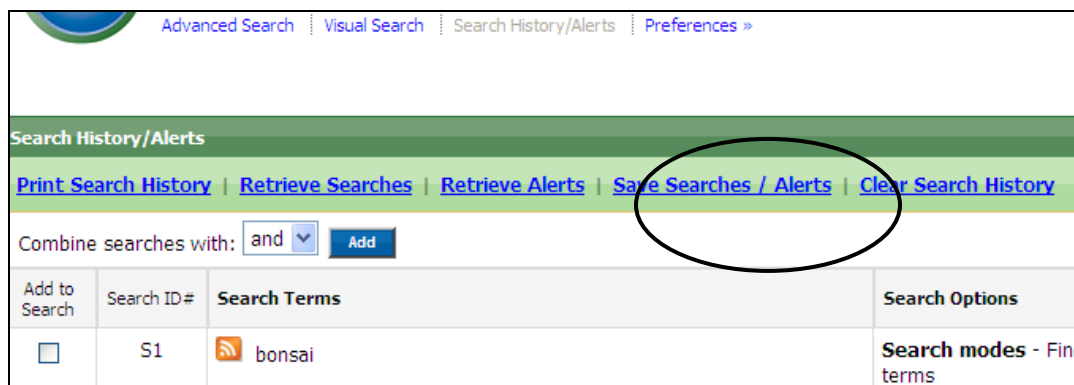 Advanced Search Visual Search Search History/Alerts Preferences »
Search History/Alerts
Print Search History | Retrieve Searches | Retrieve Alerts | Save Searches / Alerts | Clear Search History
Combine searches with: and Add
Add to Search Search ID# Search Terms Search Options
S1 bonsai Search modes - Fin
terms